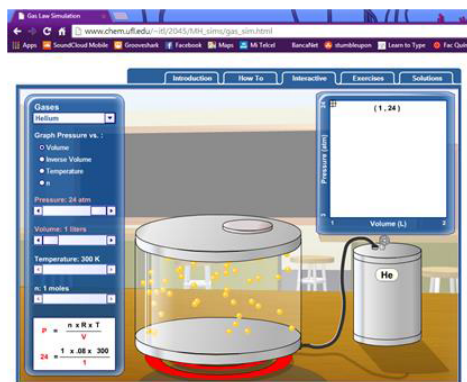 Gas Law Simulation
www.chem.ufl.edu/~itl/2045/MH_sims/gas_sim.html
Apps SoundCloud Mobile Grooveshark Facebook Maps Mi Telcel BancaNet stumbleupon Learn to Type Fac Quím
Introduction How To Interactive Exercises Solutions
Gases
Helium
Graph Pressure vs. :
Volume
Inverse Volume
Temperature
n
Pressure: 24 atm
Volume: 1 liters
Temperature: 300 K
n: 1 moles
P = n x R x T
V
24 = 1 x .08 x 300
1
24
(1, 24)
Pressure (atm)
1 Volume (L) 2
He